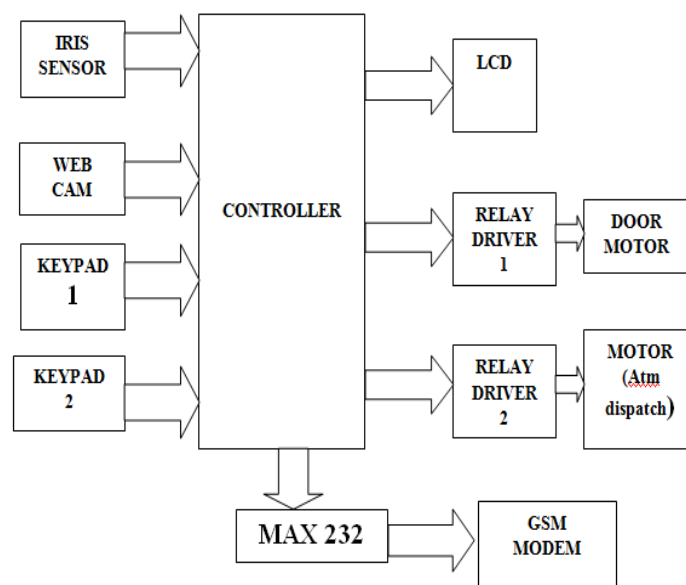 IRIS
SENSOR
LCD
WEB
CAM
CONTROLLER
RELAY
DRIVER
1
DOOR
MOTOR
KEYPAD
1
KEYPAD
2
RELAY
DRIVER
2
MOTOR
(Atm
dispatch)
MAX 232
GSM
MODEM